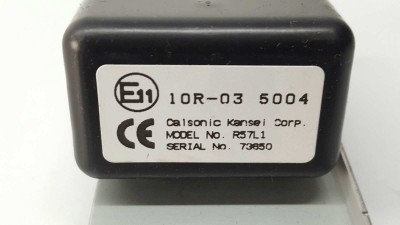 E11 10R-03 5004
CE Calsonic Kansei Corp.
MODEL No. R57L1
SERIAL No. 73650